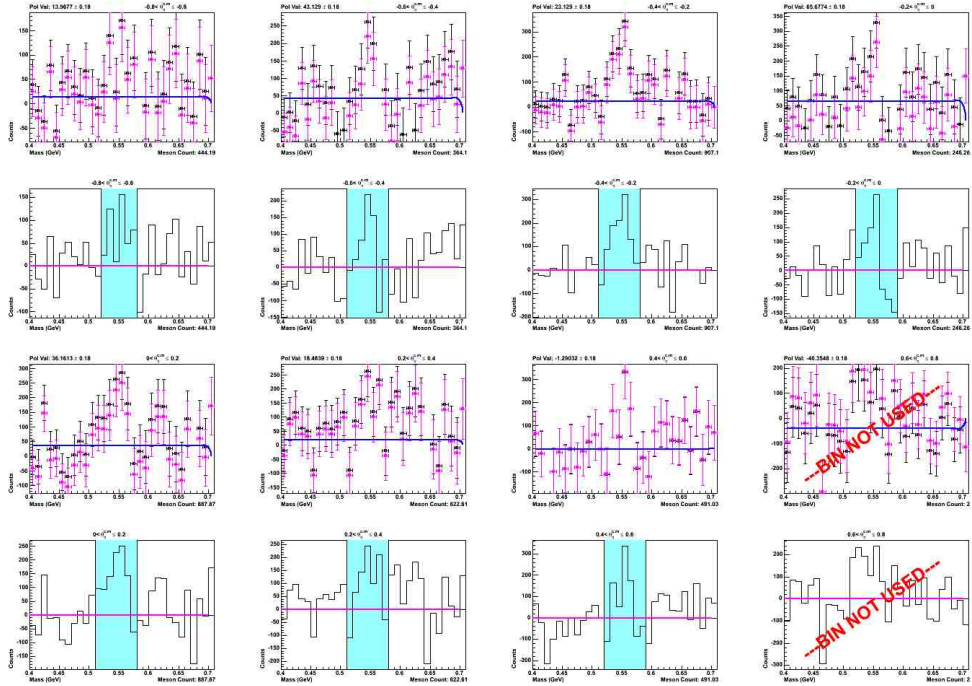 Pol Val: 13.5677 ± 0.18
-0.8< θ c.m ≤ -0.6
Pol Val: 43.129 ± 0.18
-0.6< θ c.m ≤ -0.4
Pol Val: 23.129 ± 0.18
-0.4< θ c.m ≤ -0.2
Pol Val: 65.6774 ± 0.18
-0.2< θ c.m ≤ 0
Counts
Counts
Counts
Counts
Mass (GeV)
Meson Count: 444.19
Mass (GeV)
Meson Count: 364.1
Mass (GeV)
Meson Count: 907.1
Mass (GeV)
Meson Count: 246.26
-0.8< θ c.m ≤ -0.6
-0.6< θ c.m ≤ -0.4
-0.4< θ c.m ≤ -0.2
-0.2< θ c.m ≤ 0
Counts
Counts
Counts
Counts
Mass (GeV)
Meson Count: 444.19
Mass (GeV)
Meson Count: 364.1
Mass (GeV)
Meson Count: 907.1
Mass (GeV)
Meson Count: 246.26
Pol Val: 36.1613 ± 0.18
0< θ c.m ≤ 0.2
Pol Val: 18.4839 ± 0.18
0.2< θ c.m ≤ 0.4
Pol Val: -1.29032 ± 0.18
0.4< θ c.m ≤ 0.6
Pol Val: -40.3548 ± 0.18
0.6< θ c.m ≤ 0.8
---BIN NOT USED----
Counts
Counts
Counts
Counts
Mass (GeV)
Meson Count: 887.87
Mass (GeV)
Meson Count: 622.61
Mass (GeV)
Meson Count: 491.03
Mass (GeV)
Meson Count: 2
0< θ c.m ≤ 0.2
0.2< θ c.m ≤ 0.4
0.4< θ c.m ≤ 0.6
0.6< θ c.m ≤ 0.8
---BIN NOT USED----
Counts
Counts
Counts
Counts
Mass (GeV)
Meson Count: 887.87
Mass (GeV)
Meson Count: 622.61
Mass (GeV)
Meson Count: 491.03
Mass (GeV)
Meson Count: 2